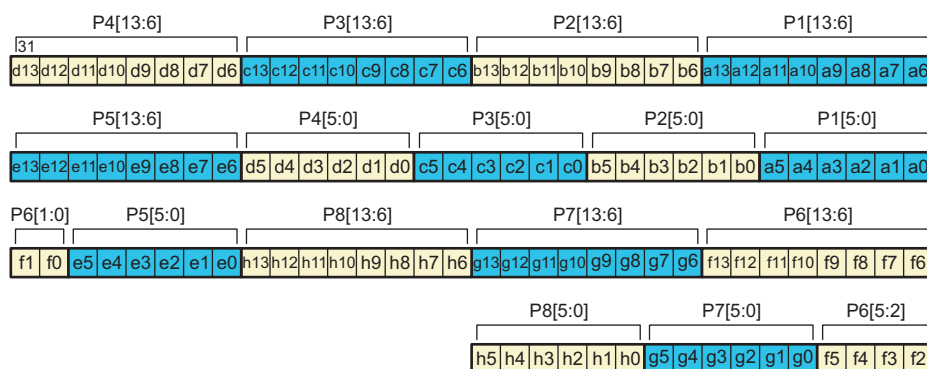 P4[13:6] P3[13:6] P2[13:6] P1[13:6]
31
d13 d12 d11 d10 d9 d8 d7 d6 c13 c12 c11 c10 c9 c8 c7 c6 b13 b12 b11 b10 b9 b8 b7 b6 a13 a12 a11 a10 a9 a8 a7 a6
P5[13:6] P4[5:0] P3[5:0] P2[5:0] P1[5:0]
e13 e12 e11 e10 e9 e8 e7 e6 d5 d4 d3 d2 d1 d0 c5 c4 c3 c2 c1 c0 b5 b4 b3 b2 b1 b0 a5 a4 a3 a2 a1 a0
P6[1:0] P5[5:0] P8[13:6] P7[13:6] P6[13:6]
f1 f0 e5 e4 e3 e2 e1 e0 h13 h12 h11 h10 h9 h8 h7 h6 g13 g12 g11 g10 g9 g8 g7 g6 f13 f12 f11 f10 f9 f8 f7 f6
P8[5:0] P7[5:0] P6[5:2]
h5 h4 h3 h2 h1 h0 g5 g4 g3 g2 g1 g0 f5 f4 f3 f2